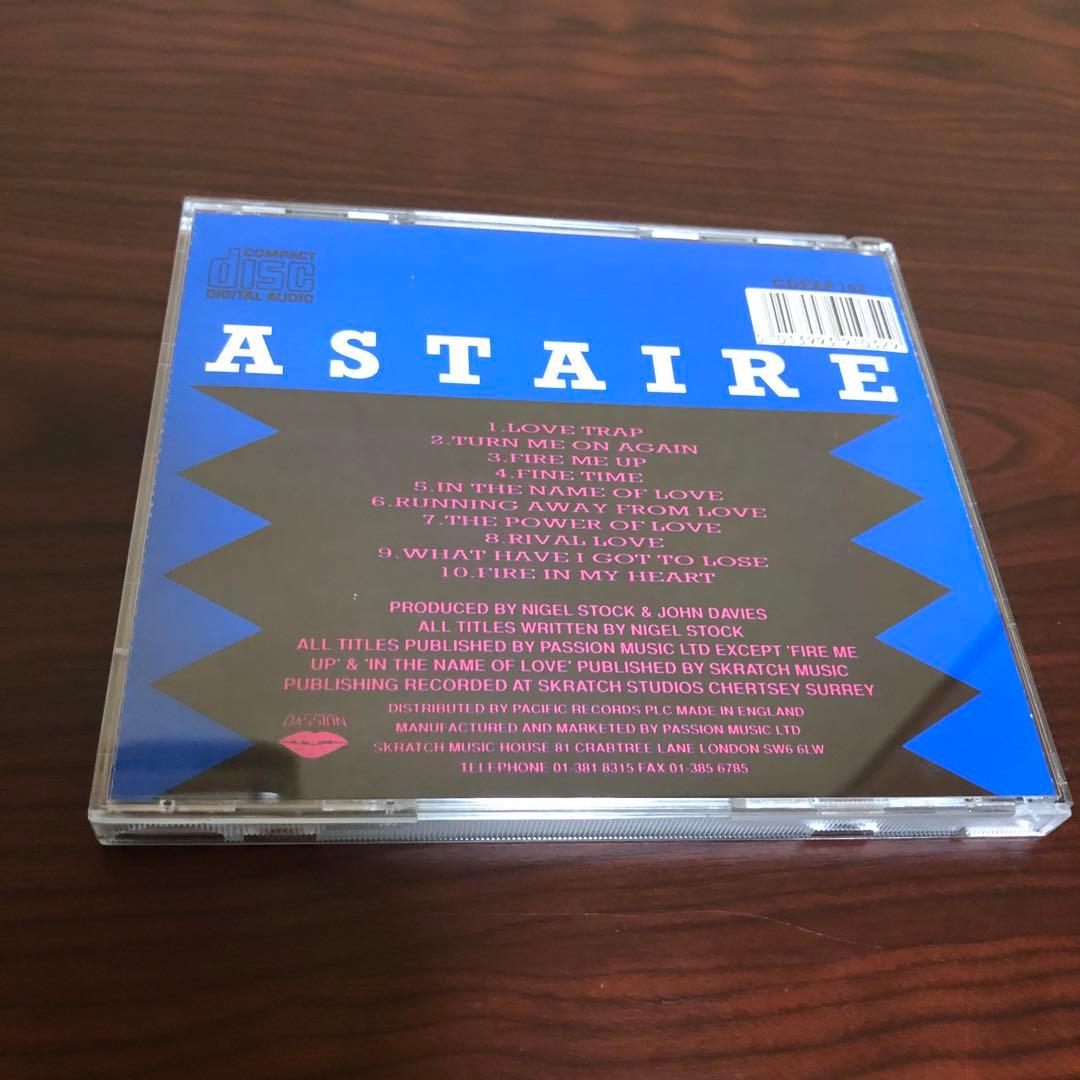 COMPACT
disc
DIGITAL AUDIO
CDPAP 102
ASTAIRE
1.LOVE TRAP
2.TURN ME ON AGAIN
3.FIRE ME UP
4.FINE TIME
5.IN THE NAME OF LOVE
6.RUNNING AWAY FROM LOVE
7.THE POWER OF LOVE
8.RIVAL LOVE
9.WHAT HAVE I GOT TO LOSE
10.FIRE IN MY HEART
PRODUCED BY NIGEL STOCK & JOHN DAVIES
ALL TITLES WRITTEN BY NIGEL STOCK
ALL TITLES PUBLISHED BY PASSION MUSIC LTD EXCEPT 'FIRE ME
UP' & 'IN THE NAME OF LOVE' PUBLISHED BY SKRATCH MUSIC
PUBLISHING RECORDED AT SKRATCH STUDIOS CHERTSEY SURREY
DISTRIBUTED BY PACIFIC RECORDS PLC MADE IN ENGLAND
PASSION
MANUFACTURED AND MARKETED BY PASSION MUSIC LTD
SKRATCH MUSIC HOUSE 81 CRABTREE LANE LONDON SW6 6LW
TELEPHONE 01-381 8315 FAX 01-385 6785